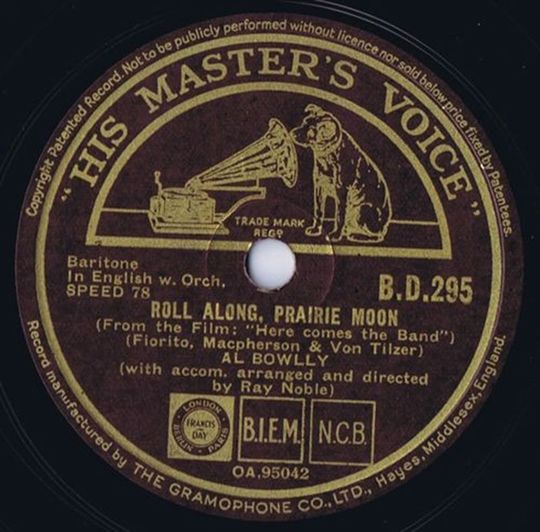 Copyright Patented Record. Not to be publicly performed without licence nor sold below price fixed by Patentees.
"HIS MASTER'S VOICE"
TRADE MARK
REGD
Baritone
In English w. Orch.
SPEED 78
B.D.295
ROLL ALONG, PRAIRIE MOON
(From the Film: "Here comes the Band")
(Fiorito, Macpherson & Von Tilzer)
AL BOWLLY
(with accom. arranged and directed
by Ray Noble)
LONDON
FRANCIS
DAY
BERLIN - PARIS
B.I.E.M.
N.C.B.
OA.95042
Record manufactured by THE GRAMOPHONE CO., LTD., Hayes, Middlesex, England.